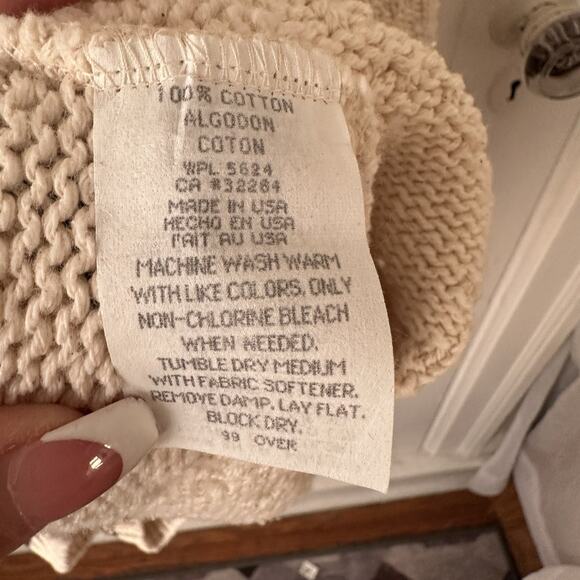 100% COTTON
ALGODON
COTON
WPL 5624
CA #32264
MADE IN USA
HECHO EN USA
FAIT AU USA
MACHINE WASH WARM
WITH LIKE COLORS. ONLY
NON-CHLORINE BLEACH
WHEN NEEDED.
TUMBLE DRY MEDIUM
WITH FABRIC SOFTENER.
REMOVE DAMP. LAY FLAT.
BLOCK DRY.
99 OVER